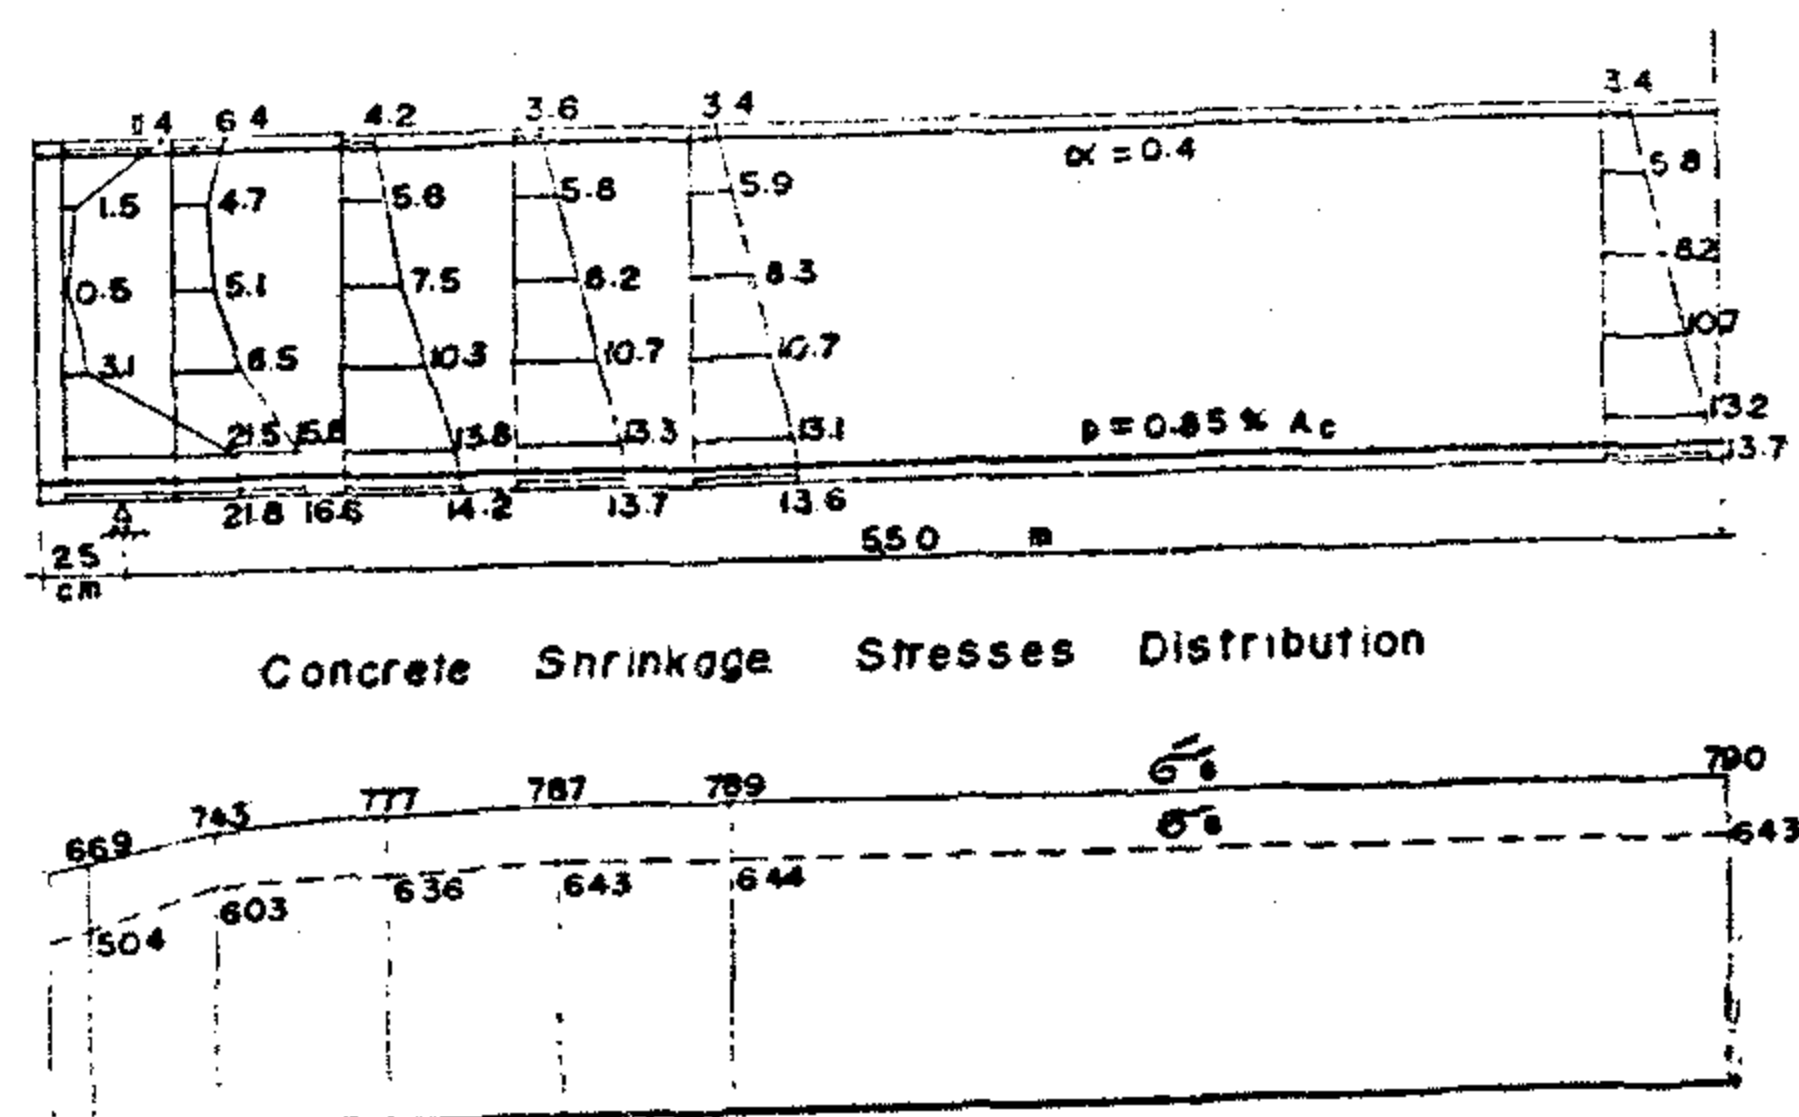 6.4 4.2 3.6 3.4 3.4
α = 0.4
1.5 4.7 5.6 5.8 5.9 5.8
0.5 5.1 7.5 8.2 8.3 8.2
3.1 6.5 10.3 10.7 10.7 10.7
21.5 13.8 13.3 13.1 13.2
p = 0.85 % Ac
21.8 16.6 14.2 13.7 13.6 13.7
550 m
25
cm
Concrete Shrinkage Stresses Distribution
669 743 777 787 789 790
504 603 636 643 644 643